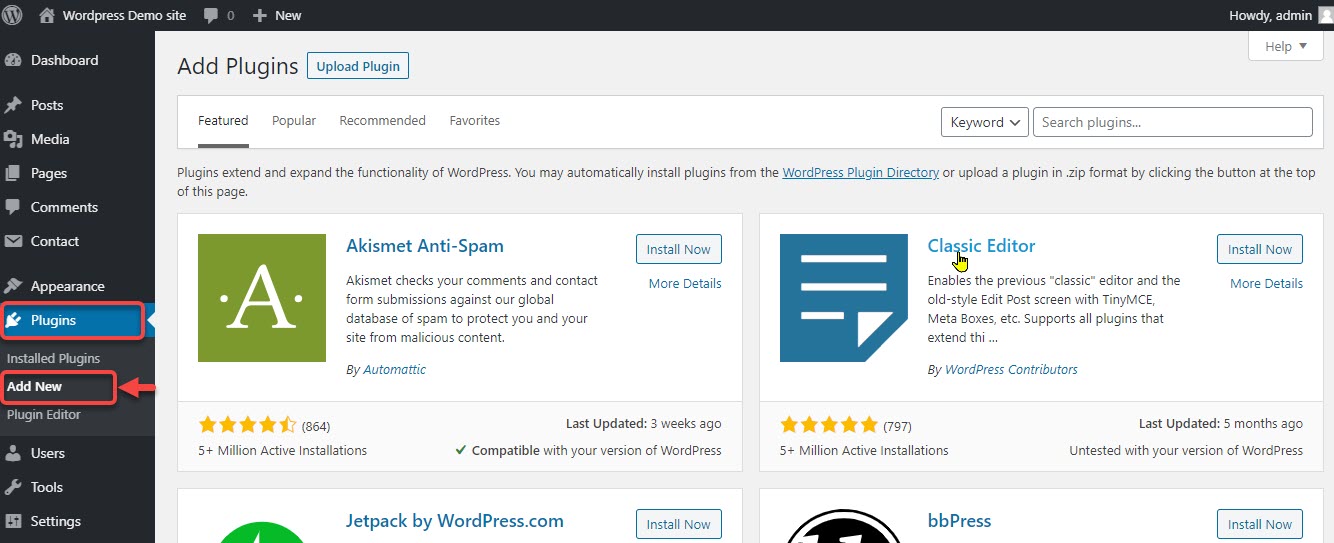 Wordpress Demo site 0 New Howdy, admin
Help
Dashboard
Posts
Media
Pages
Comments
Contact
Appearance
Plugins
Installed Plugins
Add New
Plugin Editor
Users
Tools
Settings
Add Plugins Upload Plugin
Featured Popular Recommended Favorites Keyword Search plugins...
Plugins extend and expand the functionality of WordPress. You may automatically install plugins from the WordPress Plugin Directory or upload a plugin in .zip format by clicking the button at the top
of this page.
A
Akismet Anti-Spam
Install Now
More Details
Akismet checks your comments and contact
form submissions against our global
database of spam to protect you and your
site from malicious content.
By Automattic
(864)
Last Updated: 3 weeks ago
5+ Million Active Installations
Compatible with your version of WordPress
Classic Editor
Install Now
More Details
Enables the previous "classic" editor and the
old-style Edit Post screen with TinyMCE,
Meta Boxes, etc. Supports all plugins that
extend thi ...
By WordPress Contributors
(797)
Last Updated: 5 months ago
5+ Million Active Installations
Untested with your version of WordPress
Jetpack by WordPress.com
Install Now
bbPress
Install Now